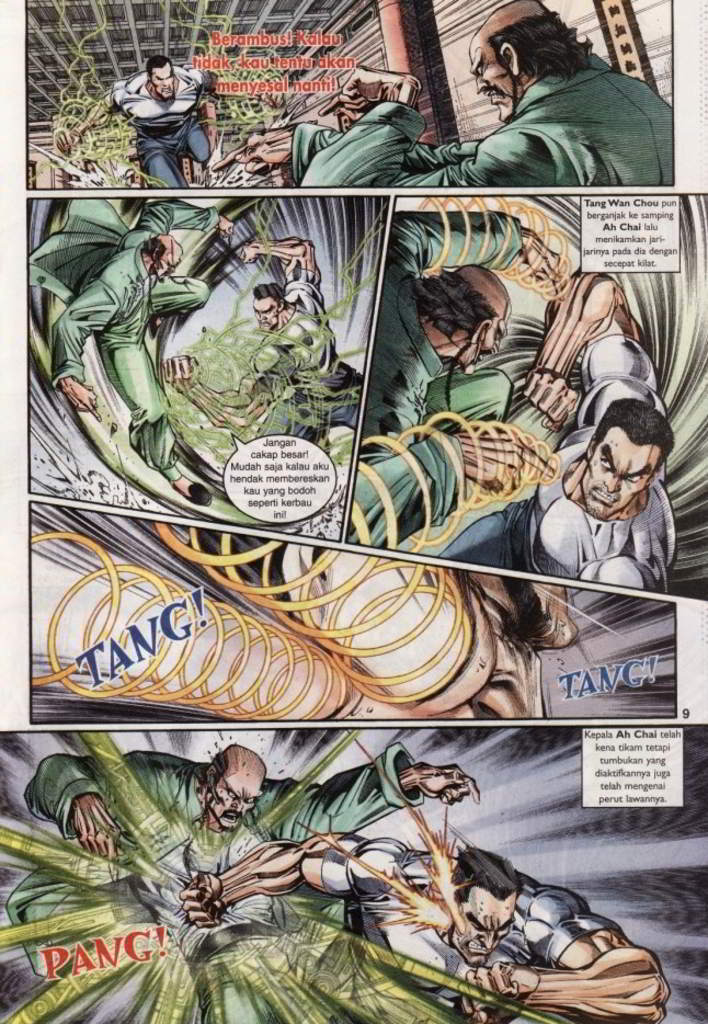 Berambus! Kalau
tidak, kau tentu akan
menyesal nanti!
Tang Wan Chou pun
berganjak ke samping
Ah Chai lalu
menikamkan jari-
jarinya pada dia dengan
secepat kilat.
Jangan
cakap besar!
Mudah saja kalau aku
hendak membereskan
kau yang bodoh
seperti kerbau
ini!
TANG!
TANG!
9
Kepala Ah Chai telah
kena tikam tetapi
tumbukan yang
diaktifkannya juga
telah mengenai
perut lawannya.
PANG!